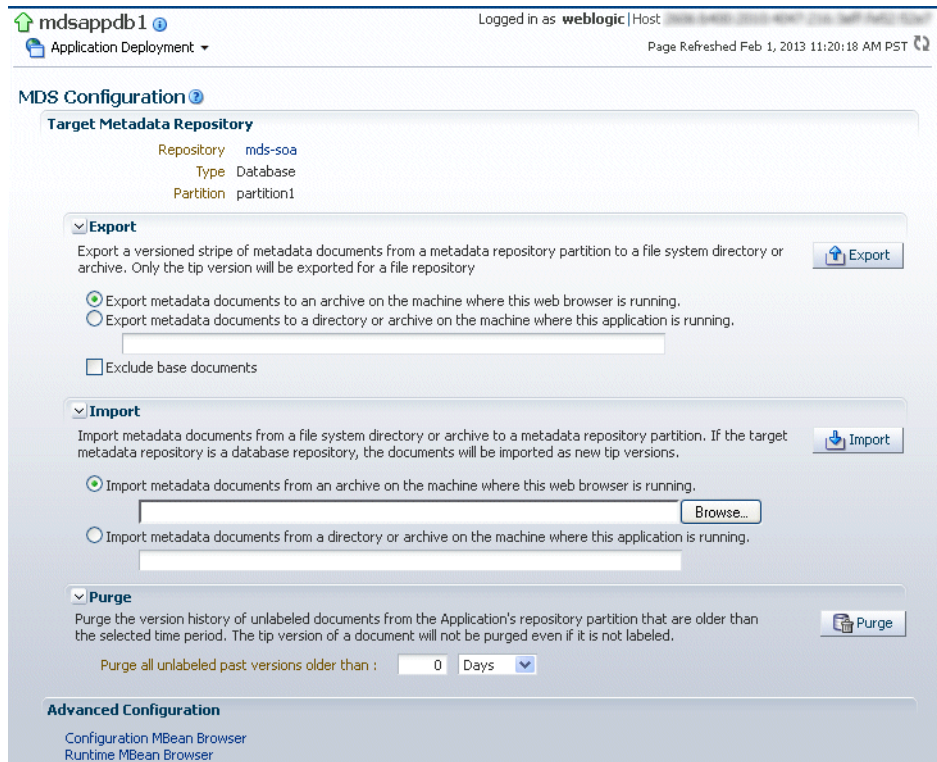 mdsappdb1
Logged in as weblogic|Host
Application Deployment
Page Refreshed Feb 1, 2013 11:20:18 AM PST
MDS Configuration
Target Metadata Repository
Repository mds-soa
Type Database
Partition partition1
Export
Export a versioned stripe of metadata documents from a metadata repository partition to a file system directory or
archive. Only the tip version will be exported for a file repository
Export
Export metadata documents to an archive on the machine where this web browser is running.
Export metadata documents to a directory or archive on the machine where this application is running.
Exclude base documents
Import
Import metadata documents from a file system directory or archive to a metadata repository partition. If the target
metadata repository is a database repository, the documents will be imported as new tip versions.
Import
Import metadata documents from an archive on the machine where this web browser is running.
Browse...
Import metadata documents from a directory or archive on the machine where this application is running.
Purge
Purge the version history of unlabeled documents from the Application's repository partition that are older than
the selected time period. The tip version of a document will not be purged even if it is not labeled.
Purge
Purge all unlabeled past versions older than : 0 Days
Advanced Configuration
Configuration MBean Browser
Runtime MBean Browser